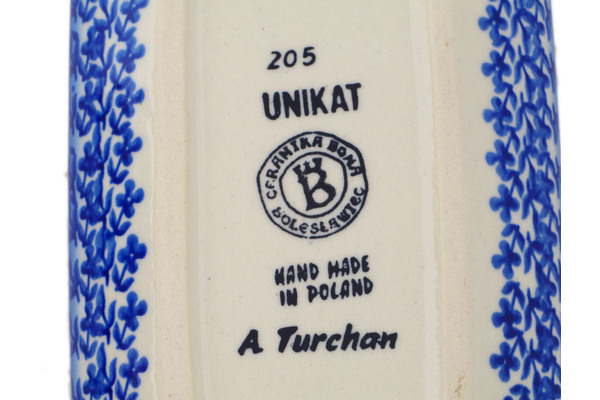 205
UNIKAT
CERAMIKA BONA
B
BOLESŁAWIEC
HAND MADE
IN POLAND
A. Turchan